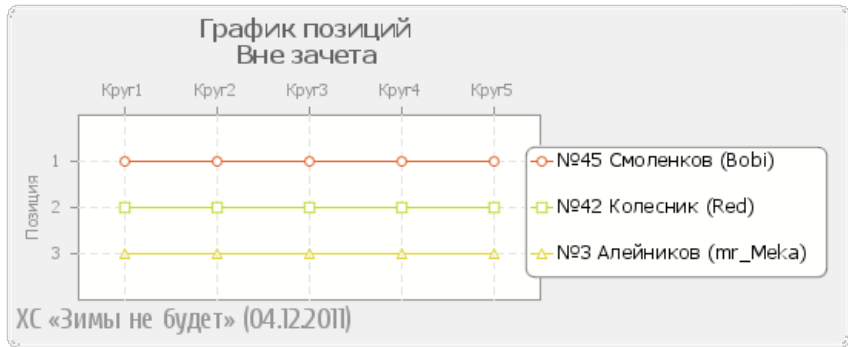 График позиций
Вне зачета
Круг1 Круг2 Круг3 Круг4 Круг5
Позиция
1
2
3
№45 Смоленков (Bobi)
№42 Колесник (Red)
№3 Алейников (mr_Meka)
ХС «Зимы не будет» (04.12.2011)